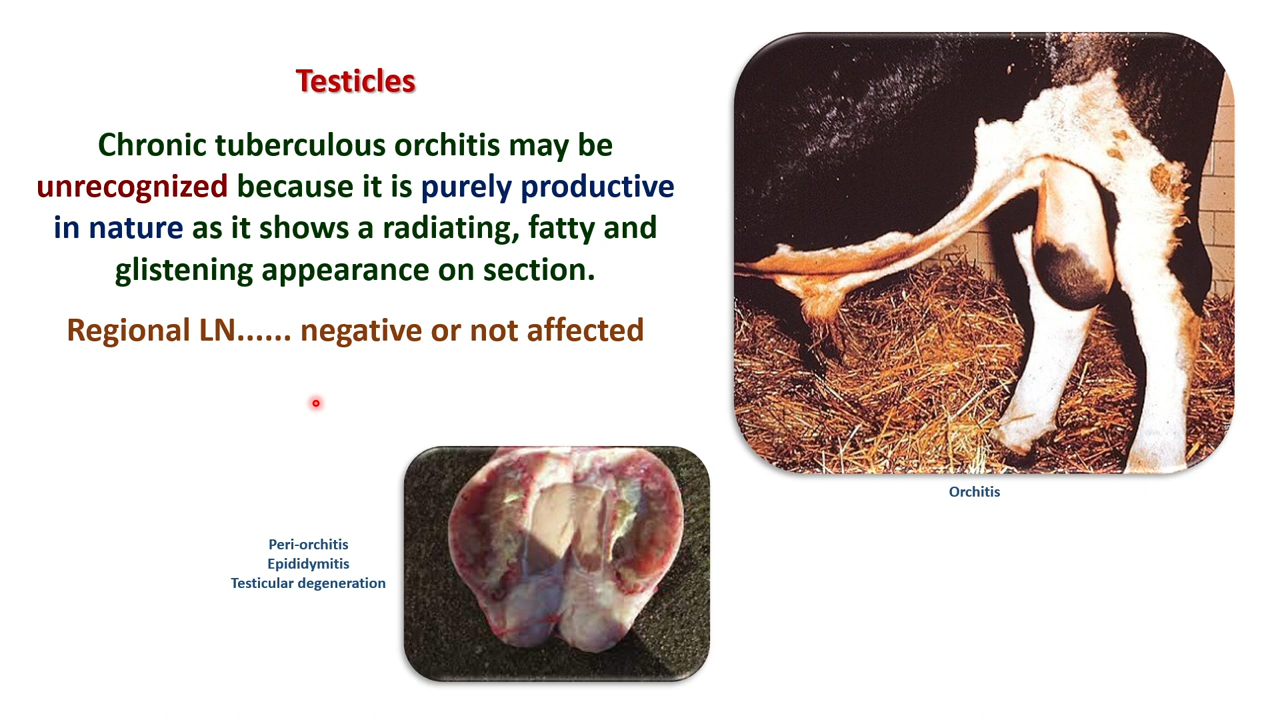 Testicles
Chronic tuberculous orchitis may be
unrecognized because it is purely productive
in nature as it shows a radiating, fatty and
glistening appearance on section.
Regional LN...... negative or not affected
Orchitis
Peri-orchitis
Epididymitis
Testicular degeneration